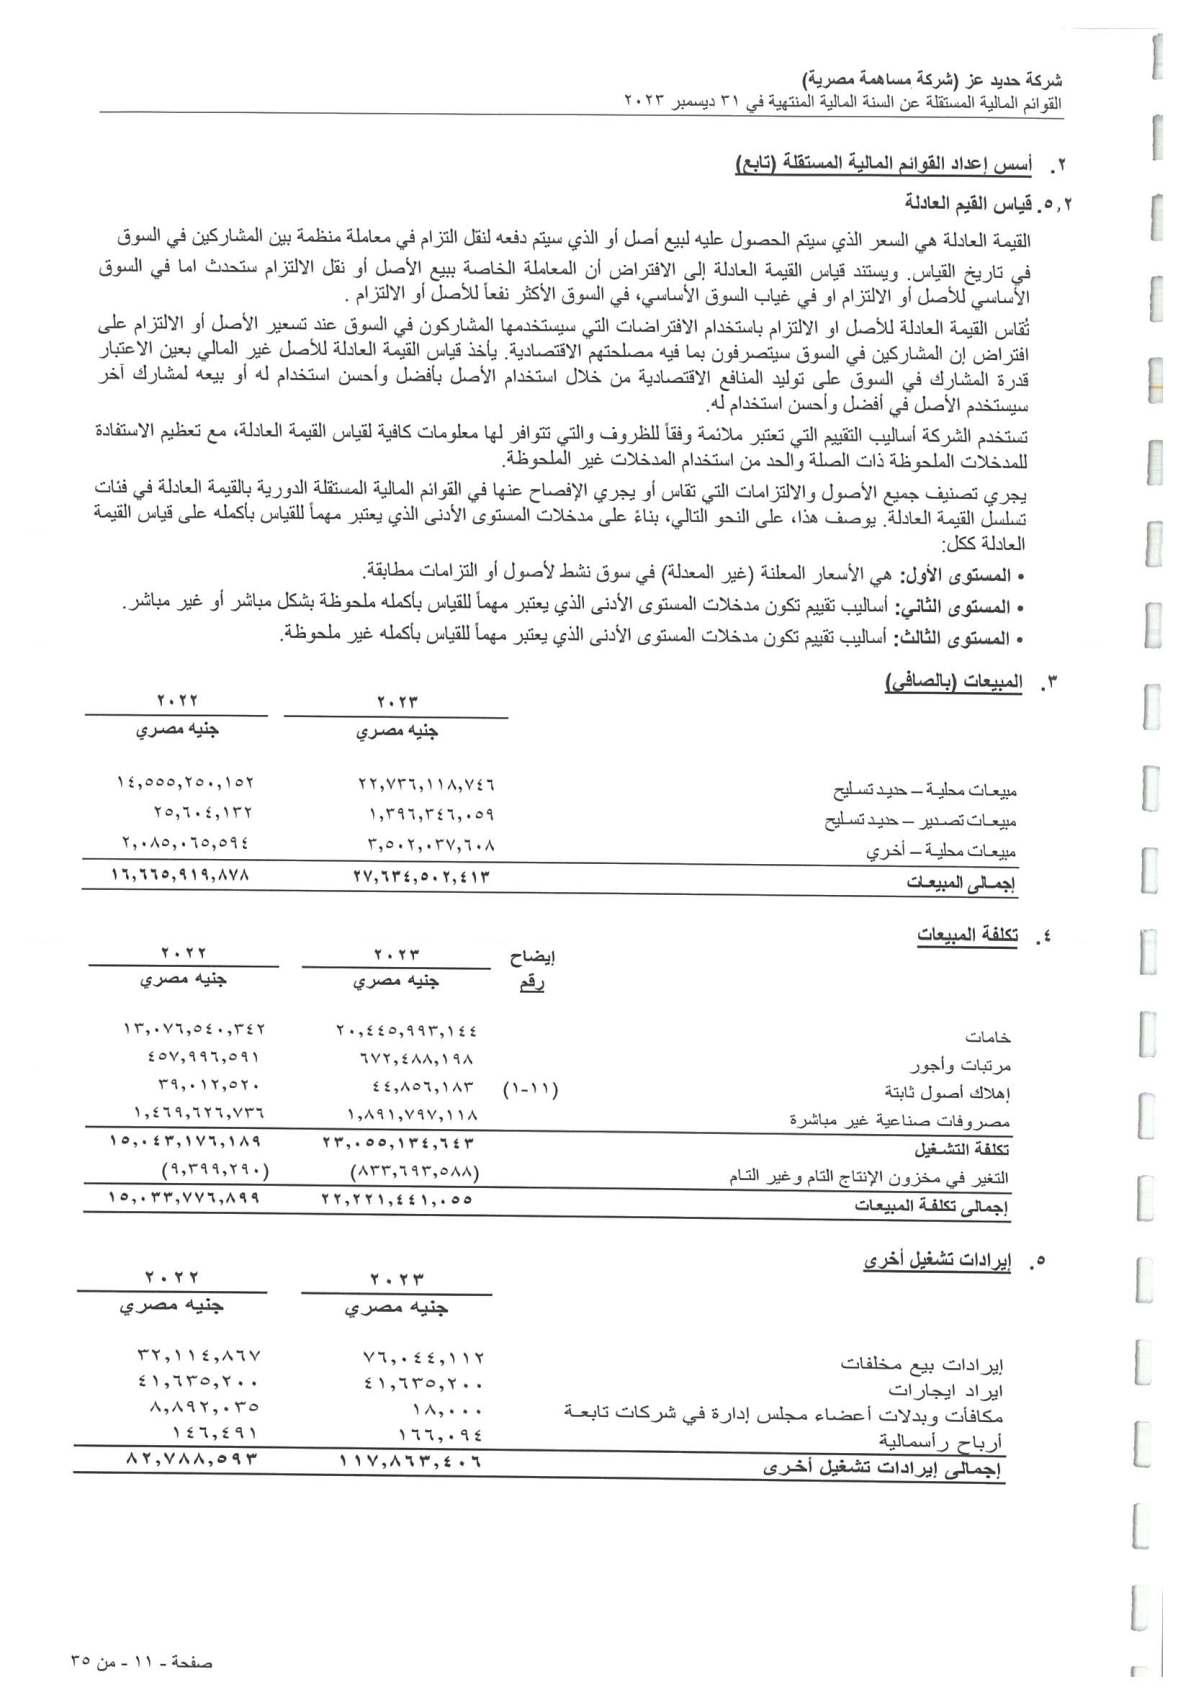 شركة حديد عز (شركة مساهمة مصرية)
القوائم المالية المستقلة عن السنة المالية المنتهية في ٣١ ديسمبر ٢٠٢٣
٢. أسس إعداد القوائم المالية المستقلة (تابع)
٥,٢. قياس القيم العادلة
القيمة العادلة هي السعر الذي سيتم الحصول عليه لبيع أصل أو الذي سيتم دفعه لنقل التزام في معاملة منظمة بين المشاركين في السوق
في تاريخ القياس. ويستند قياس القيمة العادلة إلى الافتراض أن المعاملة الخاصة ببيع الأصل أو نقل الالتزام ستحدث اما في السوق
الأساسي للأصل أو الالتزام او في غياب السوق الأساسي، في السوق الأكثر نفعاً للأصل أو الالتزام .
تُقاس القيمة العادلة للأصل او الالتزام باستخدام الافتراضات التي سيستخدمها المشاركون في السوق عند تسعير الأصل أو الالتزام على
افتراض إن المشاركين في السوق سيتصرفون بما فيه مصلحتهم الاقتصادية. يأخذ قياس القيمة العادلة للأصل غير المالي بعين الاعتبار
قدرة المشارك في السوق على توليد المنافع الاقتصادية من خلال استخدام الأصل بأفضل وأحسن استخدام له أو بيعه لمشارك آخر
سيستخدم الأصل في أفضل وأحسن استخدام له.
تستخدم الشركة أساليب التقييم التي تعتبر ملائمة وفقاً للظروف والتي تتوافر لها معلومات كافية لقياس القيمة العادلة، مع تعظيم الاستفادة
للمدخلات الملحوظة ذات الصلة والحد من استخدام المدخلات غير الملحوظة.
يجري تصنيف جميع الأصول والالتزامات التي تقاس أو يجري الإفصاح عنها في القوائم المالية المستقلة الدورية بالقيمة العادلة في فئات
تسلسل القيمة العادلة. يوصف هذا، على النحو التالي، بناءً على مدخلات المستوى الأدنى الذي يعتبر مهماً للقياس بأكمله على قياس القيمة
العادلة ككل:
• المستوى الأول: هي الأسعار المعلنة (غير المعدلة) في سوق نشط لأصول أو التزامات مطابقة.
• المستوى الثاني: أساليب تقييم تكون مدخلات المستوى الأدنى الذي يعتبر مهماً للقياس بأكمله ملحوظة بشكل مباشر أو غير مباشر.
• المستوى الثالث: أساليب تقييم تكون مدخلات المستوى الأدنى الذي يعتبر مهماً للقياس بأكمله غير ملحوظة.
٣. المبيعات (بالصافي)
٢٠٢٣ ٢٠٢٢
جنيه مصري جنيه مصري
مبيعات محلية – حديد تسليح ٢٢,٧٣٦,١١٨,٧٤٦ ١٤,٥٥٥,٢٥٠,١٥٢
مبيعات تصدير – حديد تسليح ١,٣٩٦,٣٤٦,٠٥٩ ٢٥,٦٠٤,١٣٢
مبيعات محلية – أخري ٣,٥٠٢,٠٣٧,٦٠٨ ٢,٠٨٥,٠٦٥,٥٩٤
إجمالى المبيعات ٢٧,٦٣٤,٥٠٢,٤١٣ ١٦,٦٦٥,٩١٩,٨٧٨
٤. تكلفة المبيعات
إيضاح ٢٠٢٣ ٢٠٢٢
رقم جنيه مصري جنيه مصري
خامات ٢٠,٤٤٥,٩٩٣,١٤٤ ١٣,٠٧٦,٥٤٠,٣٤٢
مرتبات وأجور ٦٧٢,٤٨٨,١٩٨ ٤٥٧,٩٩٦,٥٩١
إهلاك أصول ثابتة (١١-١) ٤٤,٨٥٦,١٨٣ ٣٩,٠١٢,٥٢٠
مصروفات صناعية غير مباشرة ١,٨٩١,٧٩٧,١١٨ ١,٤٦٩,٦٢٦,٧٣٦
تكلفة التشغيل ٢٣,٠٥٥,١٣٤,٦٤٣ ١٥,٠٤٣,١٧٦,١٨٩
التغير في مخزون الإنتاج التام وغير التام (٨٣٣,٦٩٣,٥٨٨) (٩,٣٩٩,٢٩٠)
إجمالى تكلفة المبيعات ٢٢,٢٢١,٤٤١,٠٥٥ ١٥,٠٣٣,٧٧٦,٨٩٩
٥. إيرادات تشغيل أخرى
٢٠٢٣ ٢٠٢٢
جنيه مصري جنيه مصري
إيرادات بيع مخلفات ٧٦,٠٤٤,١١٢ ٣٢,١١٤,٨٦٧
ايراد ايجارات ٤١,٦٣٥,٢٠٠ ٤١,٦٣٥,٢٠٠
مكافأت وبدلات أعضاء مجلس إدارة في شركات تابعة ١٨,٠٠٠ ٨,٨٩٢,٠٣٥
أرباح رأسمالية ١٦٦,٠٩٤ ١٤٦,٤٩١
إجمالى إيرادات تشغيل أخرى ١١٧,٨٦٣,٤٠٦ ٨٢,٧٨٨,٥٩٣
صفحة - ١١ - من ٣٥